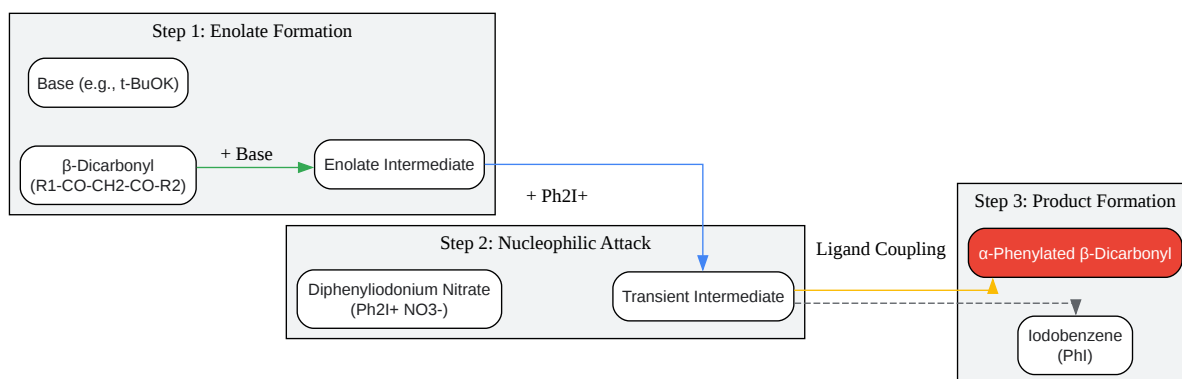 Step 1: Enolate Formation
Base (e.g., t-BuOK)
β-Dicarbonyl
(R1-CO-CH2-CO-R2)
+ Base
Enolate Intermediate
+ Ph2I+
Step 2: Nucleophilic Attack
Diphenyliodonium Nitrate
(Ph2I+ NO3-)
Transient Intermediate
Ligand Coupling
Step 3: Product Formation
α-Phenylated β-Dicarbonyl
Iodobenzene
(PhI)